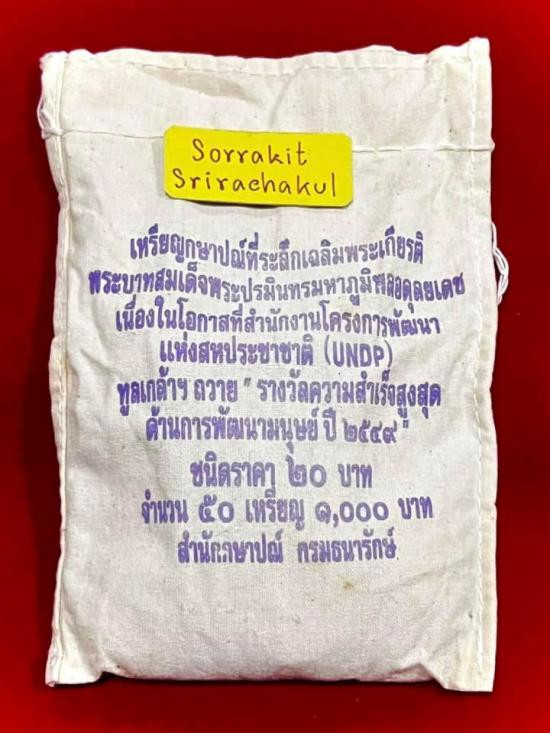 Sorrakit
Srirachakul
เหรียญกษาปณ์ที่ระลึกเฉลิมพระเกียรติ
พระบาทสมเด็จพระปรมินทรมหาภูมิพลอดุลยเดช
เนื่องในโอกาสที่สำนักงานโครงการพัฒนา
แห่งสหประชาชาติ (UNDP)
ทูลเกล้าฯ ถวาย " รางวัลความสำเร็จสูงสุด
ด้านการพัฒนามนุษย์ ปี ๒๕๔๙ "
ชนิดราคา ๒๐ บาท
จำนวน ๕๐ เหรียญ ๑,๐๐๐ บาท
สำนักกษาปณ์ กรมธนารักษ์